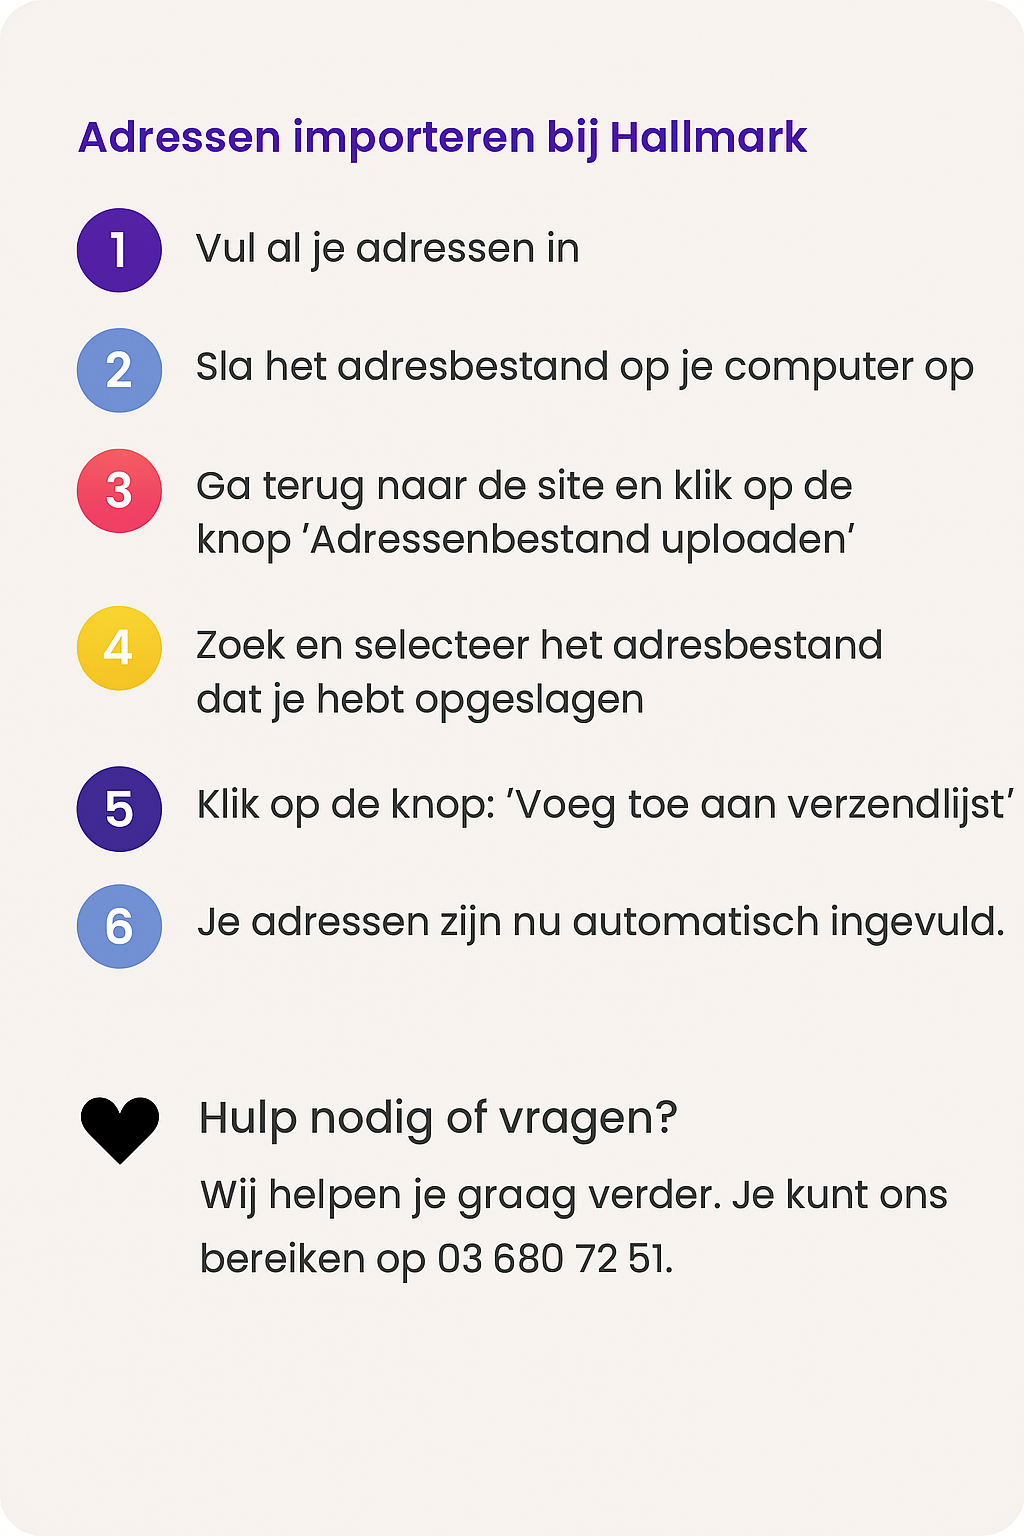 Adressen importeren bij Hallmark
1 Vul al je adressen in
2 Sla het adresbestand op je computer op
3 Ga terug naar de site en klik op de
knop ′Adressenbestand uploaden′
4 Zoek en selecteer het adresbestand
dat je hebt opgeslagen
5 Klik op de knop: ′Voeg toe aan verzendlijst′
6 Je adressen zijn nu automatisch ingevuld.
Hulp nodig of vragen?
Wij helpen je graag verder. Je kunt ons
bereiken op 03 680 72 51.